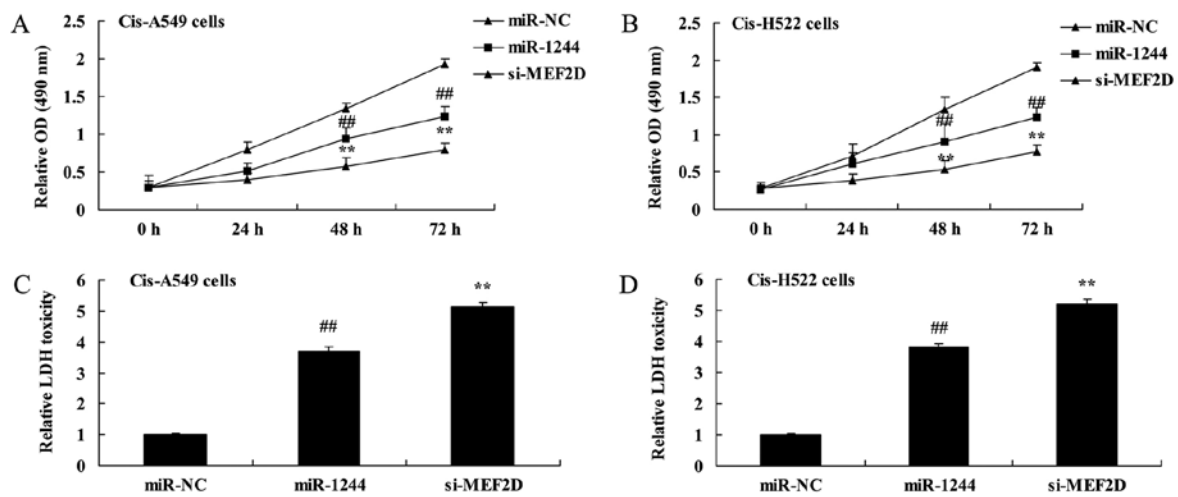 A
Cis-A549 cells
miR-NC
miR-1244
si-MEF2D
Relative OD (490 nm)
2.5
2
1.5
1
0.5
0
##
##
**
**
0 h 24 h 48 h 72 h
B
Cis-H522 cells
miR-NC
miR-1244
si-MEF2D
Relative OD (490 nm)
2.5
2
1.5
1
0.5
0
##
##
**
**
0 h 24 h 48 h 72 h
C
Cis-A549 cells
Relative LDH toxicity
6
5
4
3
2
1
0
##
**
miR-NC miR-1244 si-MEF2D
D
Cis-H522 cells
Relative LDH toxicity
6
5
4
3
2
1
0
##
**
miR-NC miR-1244 si-MEF2D